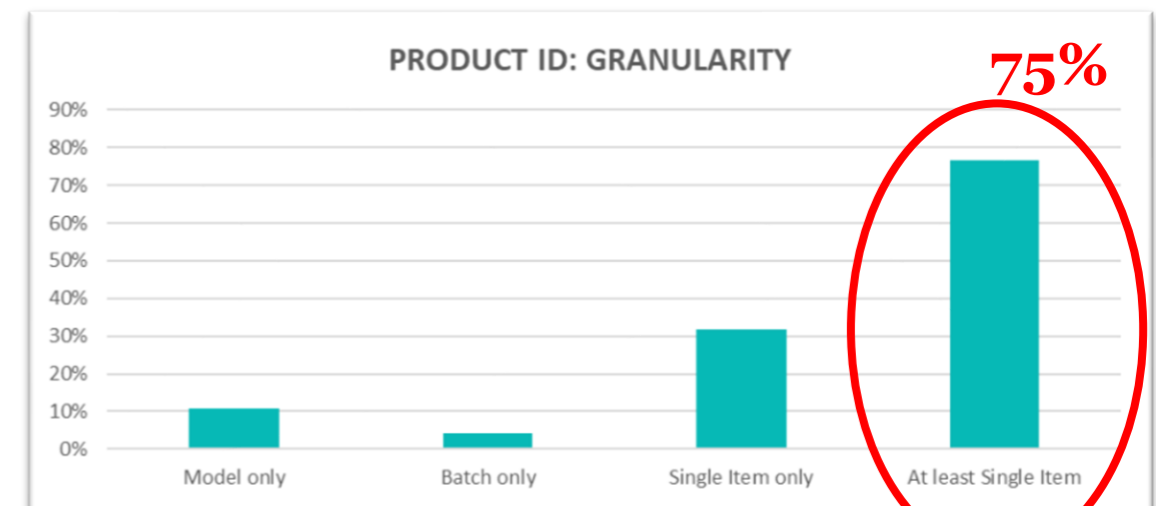 PRODUCT ID: GRANULARITY
75%
90%
80%
70%
60%
50%
40%
30%
20%
10%
0%
Model only
Batch only
Single Item only
At least Single Item